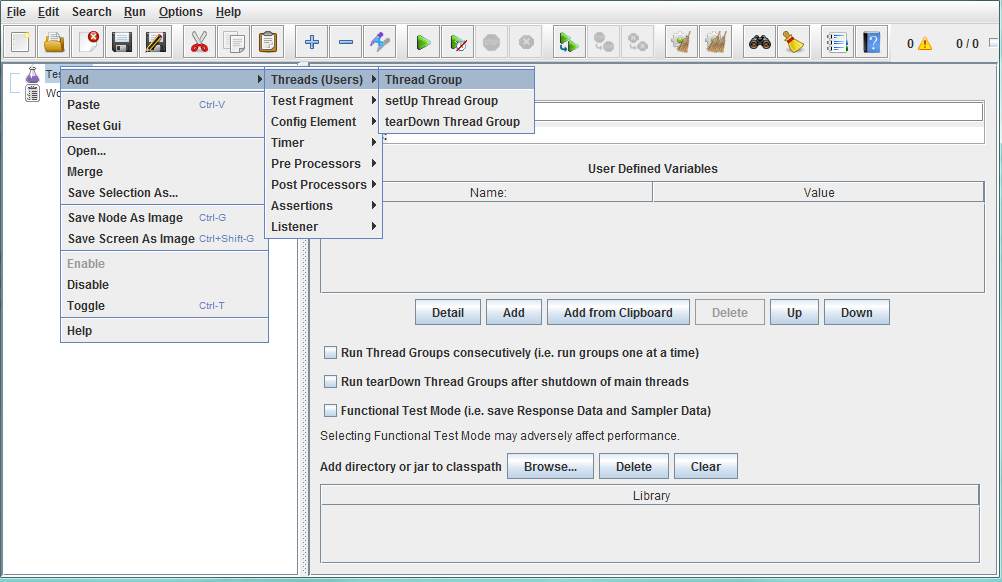 File Edit Search Run Options Help
0 0 / 0
Tes
Wo
Add Threads (Users) Thread Group
Test Fragment setUp Thread Group
Paste Ctrl-V Config Element tearDown Thread Group
Reset Gui
Timer :
Open... Pre Processors User Defined Variables
Merge
Save Selection As... Post Processors Name: Value
Assertions
Save Node As Image Ctrl-G Listener
Save Screen As Image Ctrl+Shift-G
Enable
Disable
Toggle Ctrl-T
Help
Detail Add Add from Clipboard Delete Up Down
Run Thread Groups consecutively (i.e. run groups one at a time)
Run tearDown Thread Groups after shutdown of main threads
Functional Test Mode (i.e. save Response Data and Sampler Data)
Selecting Functional Test Mode may adversely affect performance.
Add directory or jar to classpath Browse... Delete Clear
Library